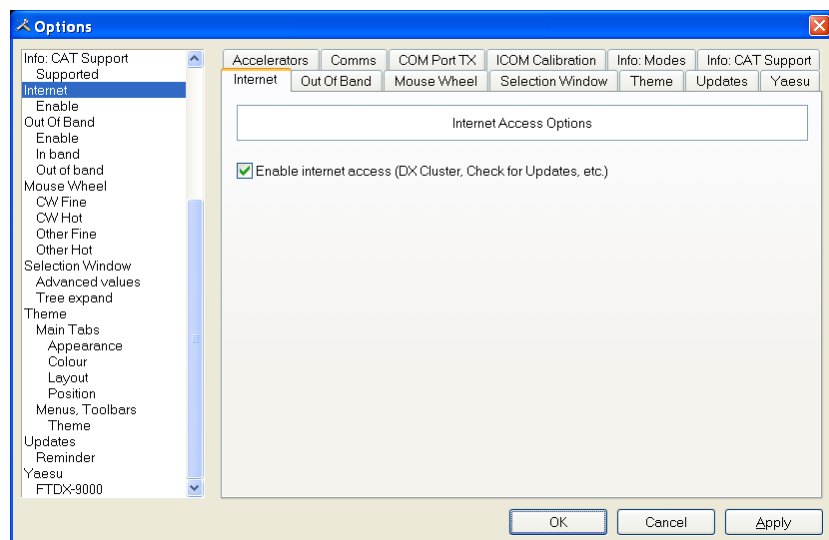 Options
Info: CAT Support
Supported
Internet
Enable
Out Of Band
Enable
In band
Out of band
Mouse Wheel
CW Fine
CW Hot
Other Fine
Other Hot
Selection Window
Advanced values
Tree expand
Theme
Main Tabs
Appearance
Colour
Layout
Position
Menus, Toolbars
Theme
Updates
Reminder
Yaesu
FTDX-9000
Accelerators Comms COM Port TX ICOM Calibration Info: Modes Info: CAT Support
Internet Out Of Band Mouse Wheel Selection Window Theme Updates Yaesu
Internet Access Options
Enable internet access (DX Cluster, Check for Updates, etc.)
OK Cancel Apply